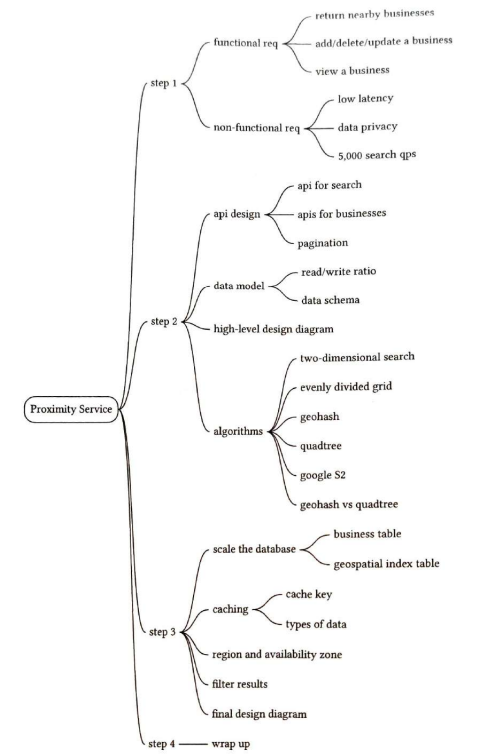 return nearby businesses
functional req
add/delete/update a business
view a business
step 1
low latency
non-functional req
data privacy
5,000 search qps
api for search
api design
apis for businesses
pagination
read/write ratio
data model
data schema
step 2
high-level design diagram
two-dimensional search
evenly divided grid
geohash
algorithms
quadtree
google S2
geohash vs quadtree
Proximity Service
business table
scale the database
geospatial index table
cache key
caching
types of data
step 3
region and availability zone
filter results
final design diagram
step 4
wrap up